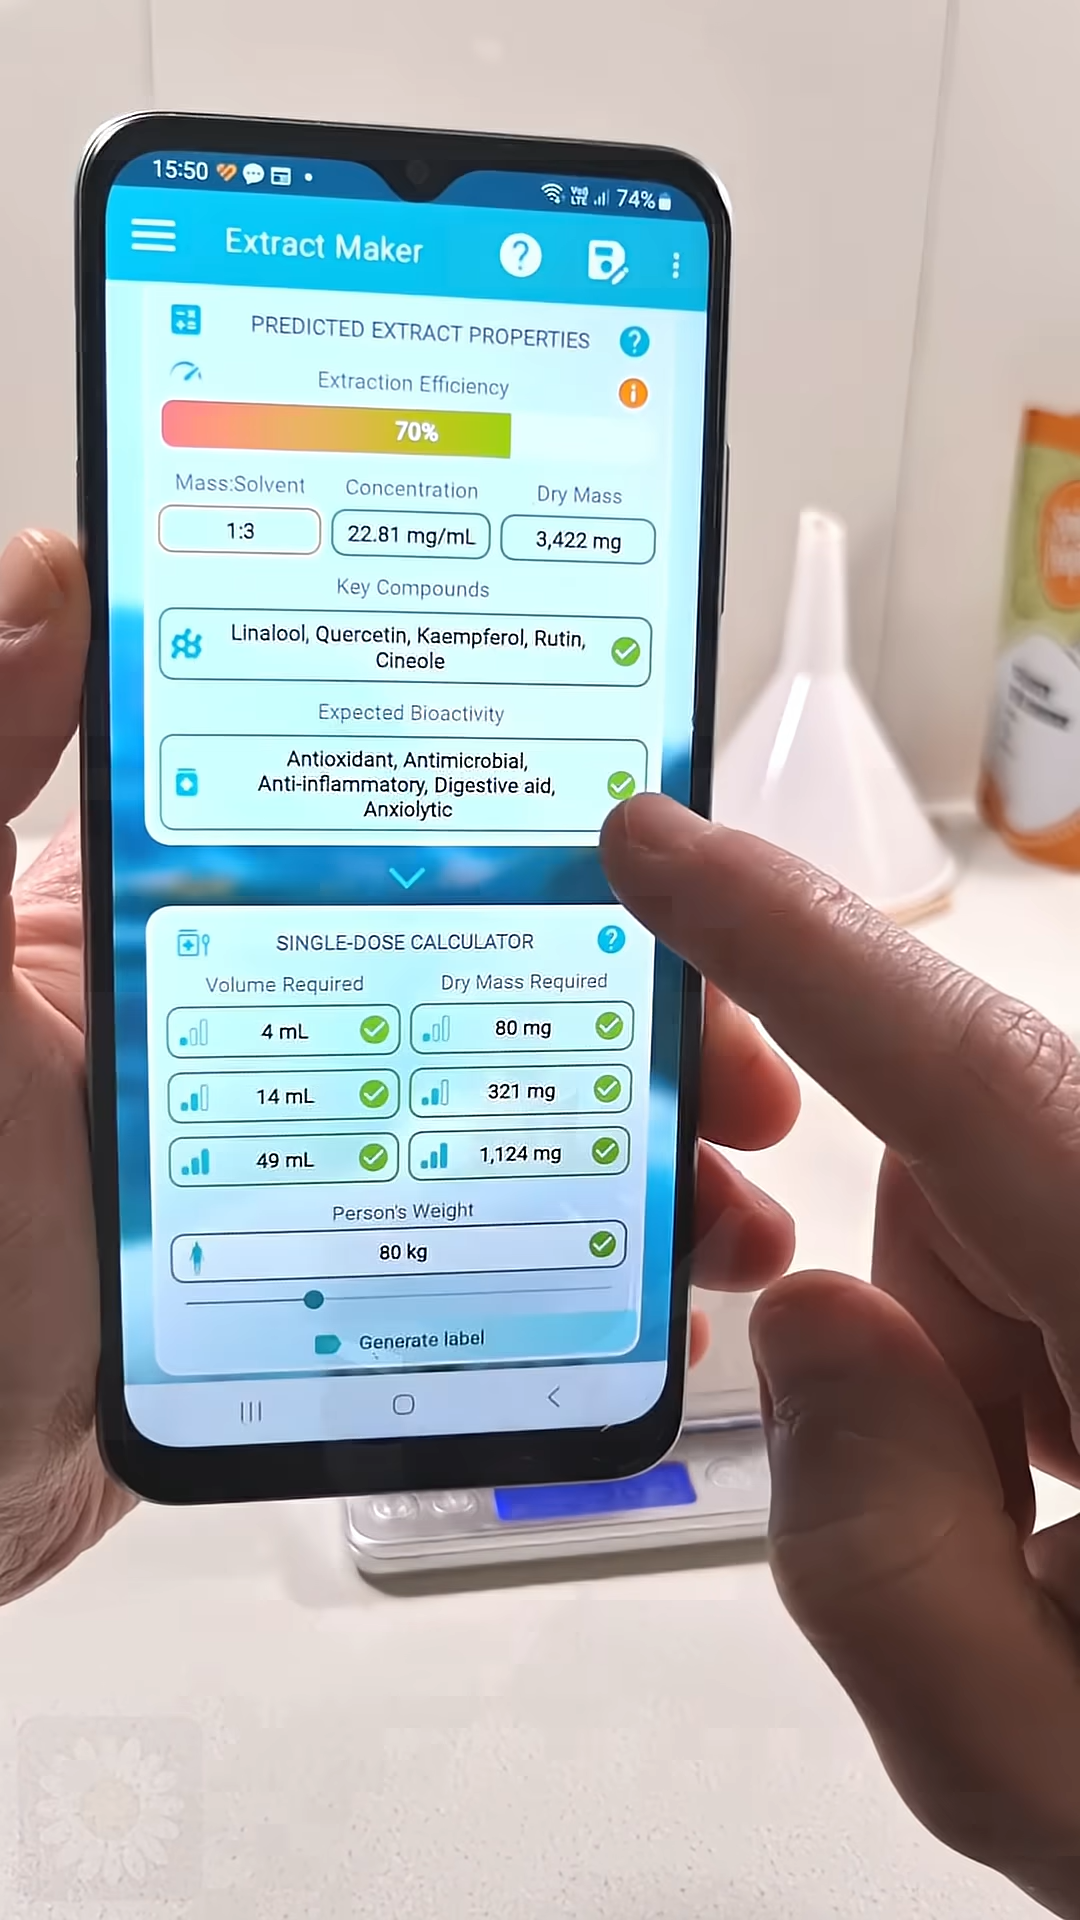 15:50
Vo)) LTE
74%
Extract Maker
PREDICTED EXTRACT PROPERTIES
Extraction Efficiency
70%
Mass:Solvent
Concentration
Dry Mass
1:3
22.81 mg/mL
3,422 mg
Key Compounds
Linalool, Quercetin, Kaempferol, Rutin,
Cineole
Expected Bioactivity
Antioxidant, Antimicrobial,
Anti-inflammatory, Digestive aid,
Anxiolytic
SINGLE-DOSE CALCULATOR
Volume Required
Dry Mass Required
4 mL
80 mg
14 mL
321 mg
49 mL
1,124 mg
Person's Weight
80 kg
Generate label